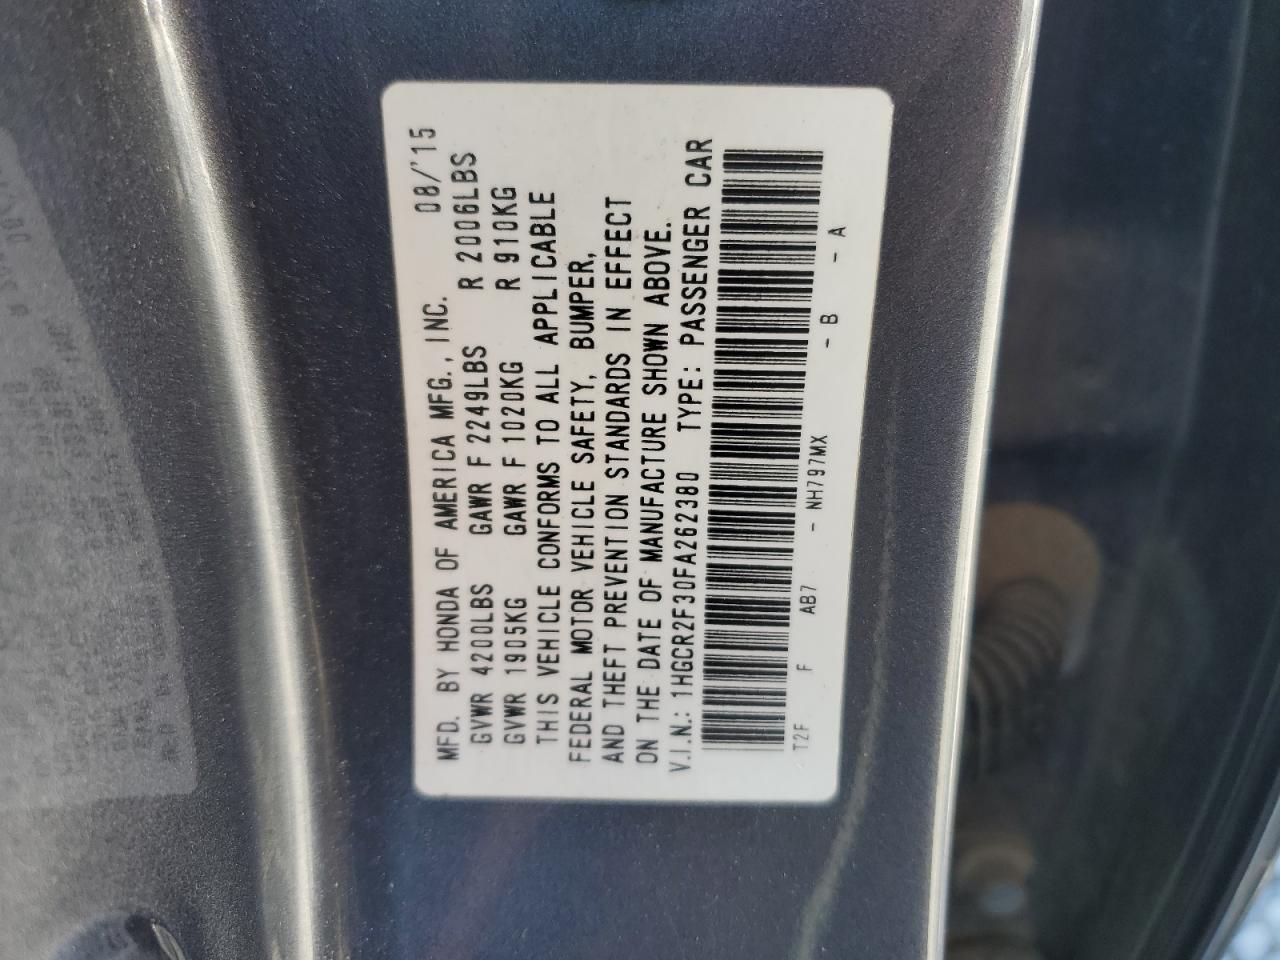 MFD. BY HONDA OF AMERICA MFG., INC. 08/'15
GVWR 4200LBS GAWR F 2249LBS R 2006LBS
GVWR 1905KG GAWR F 1020KG R 910KG
THIS VEHICLE CONFORMS TO ALL APPLICABLE
FEDERAL MOTOR VEHICLE SAFETY, BUMPER,
AND THEFT PREVENTION STANDARDS IN EFFECT
ON THE DATE OF MANUFACTURE SHOWN ABOVE.
V.I.N.: 1HGCR2F30FA262380 TYPE: PASSENGER CAR
T2F F AB7 - NH797MX - B - A